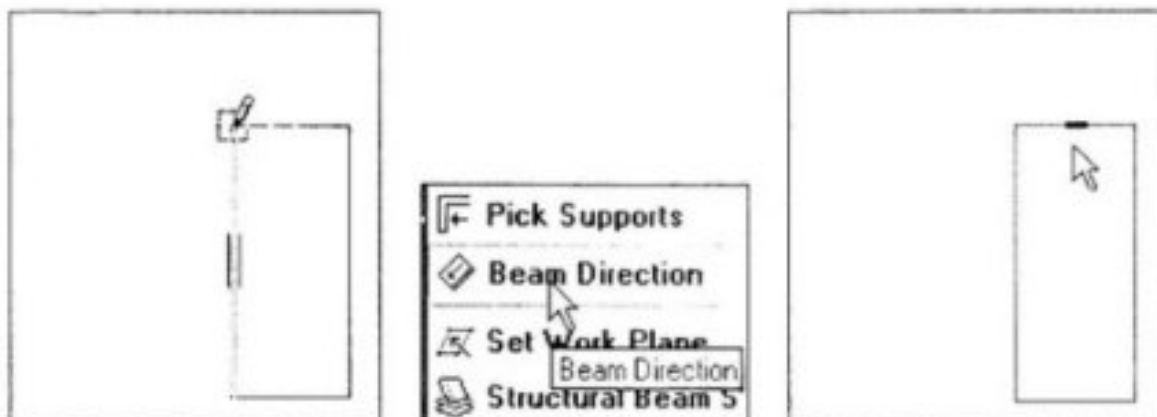 Pick Supports
Beam Direction
Set Work Plane
Beam Direction
Structural Beam S